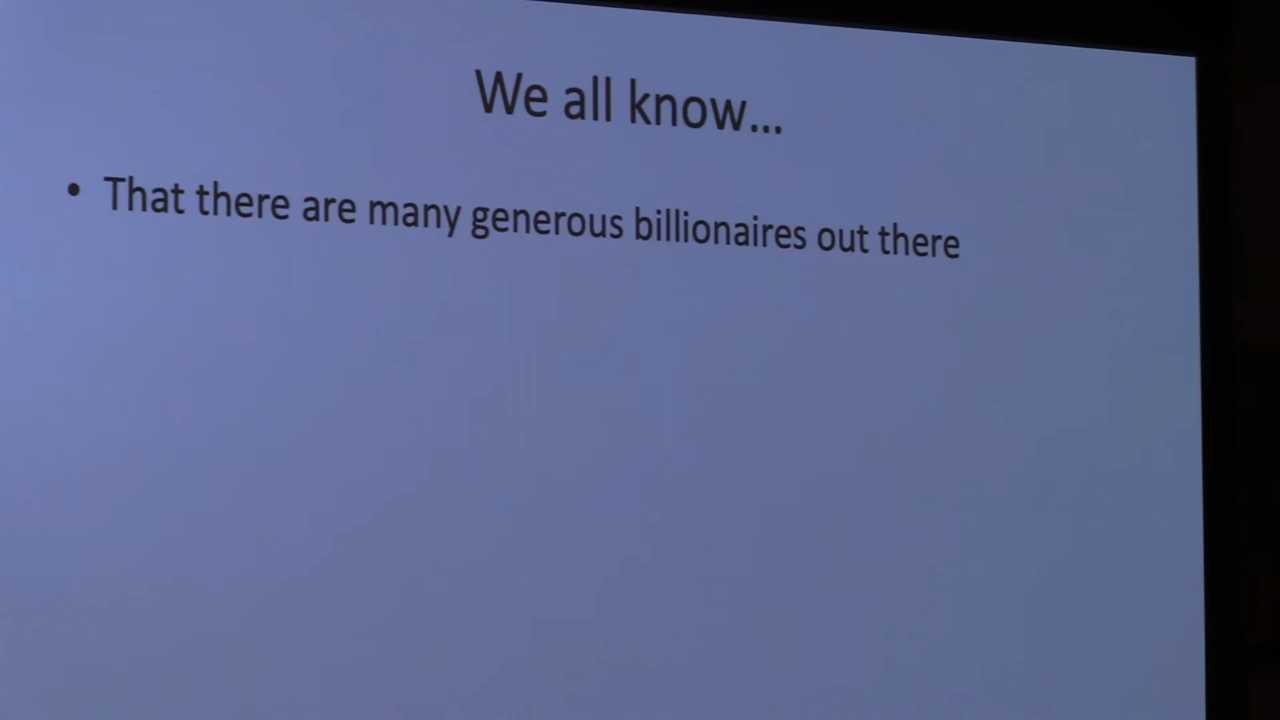 We all know...
• That there are many generous billionaires out there